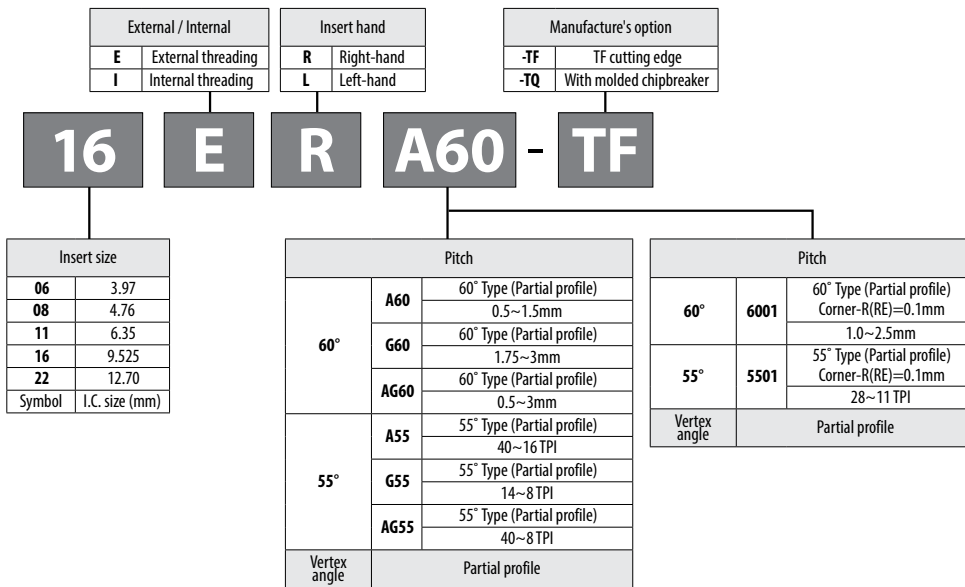 External / Internal
E External threading
I Internal threading
Insert hand
R Right-hand
L Left-hand
Manufacture's option
-TF TF cutting edge
-TQ With molded chipbreaker
16 E R A60 - TF
Insert size
06 3.97
08 4.76
11 6.35
16 9.525
22 12.70
Symbol I.C. size (mm)
Pitch
60° A60 60° Type (Partial profile)
0.5~1.5mm
G60 60° Type (Partial profile)
1.75~3mm
AG60 60° Type (Partial profile)
0.5~3mm
55° A55 55° Type (Partial profile)
40~16 TPI
G55 55° Type (Partial profile)
14~8 TPI
AG55 55° Type (Partial profile)
40~8 TPI
Vertex
angle
Partial profile
Pitch
60° 6001 60° Type (Partial profile)
Corner-R(RE)=0.1mm
1.0~2.5mm
55° 5501 55° Type (Partial profile)
Corner-R(RE)=0.1mm
28~11 TPI
Vertex
angle
Partial profile